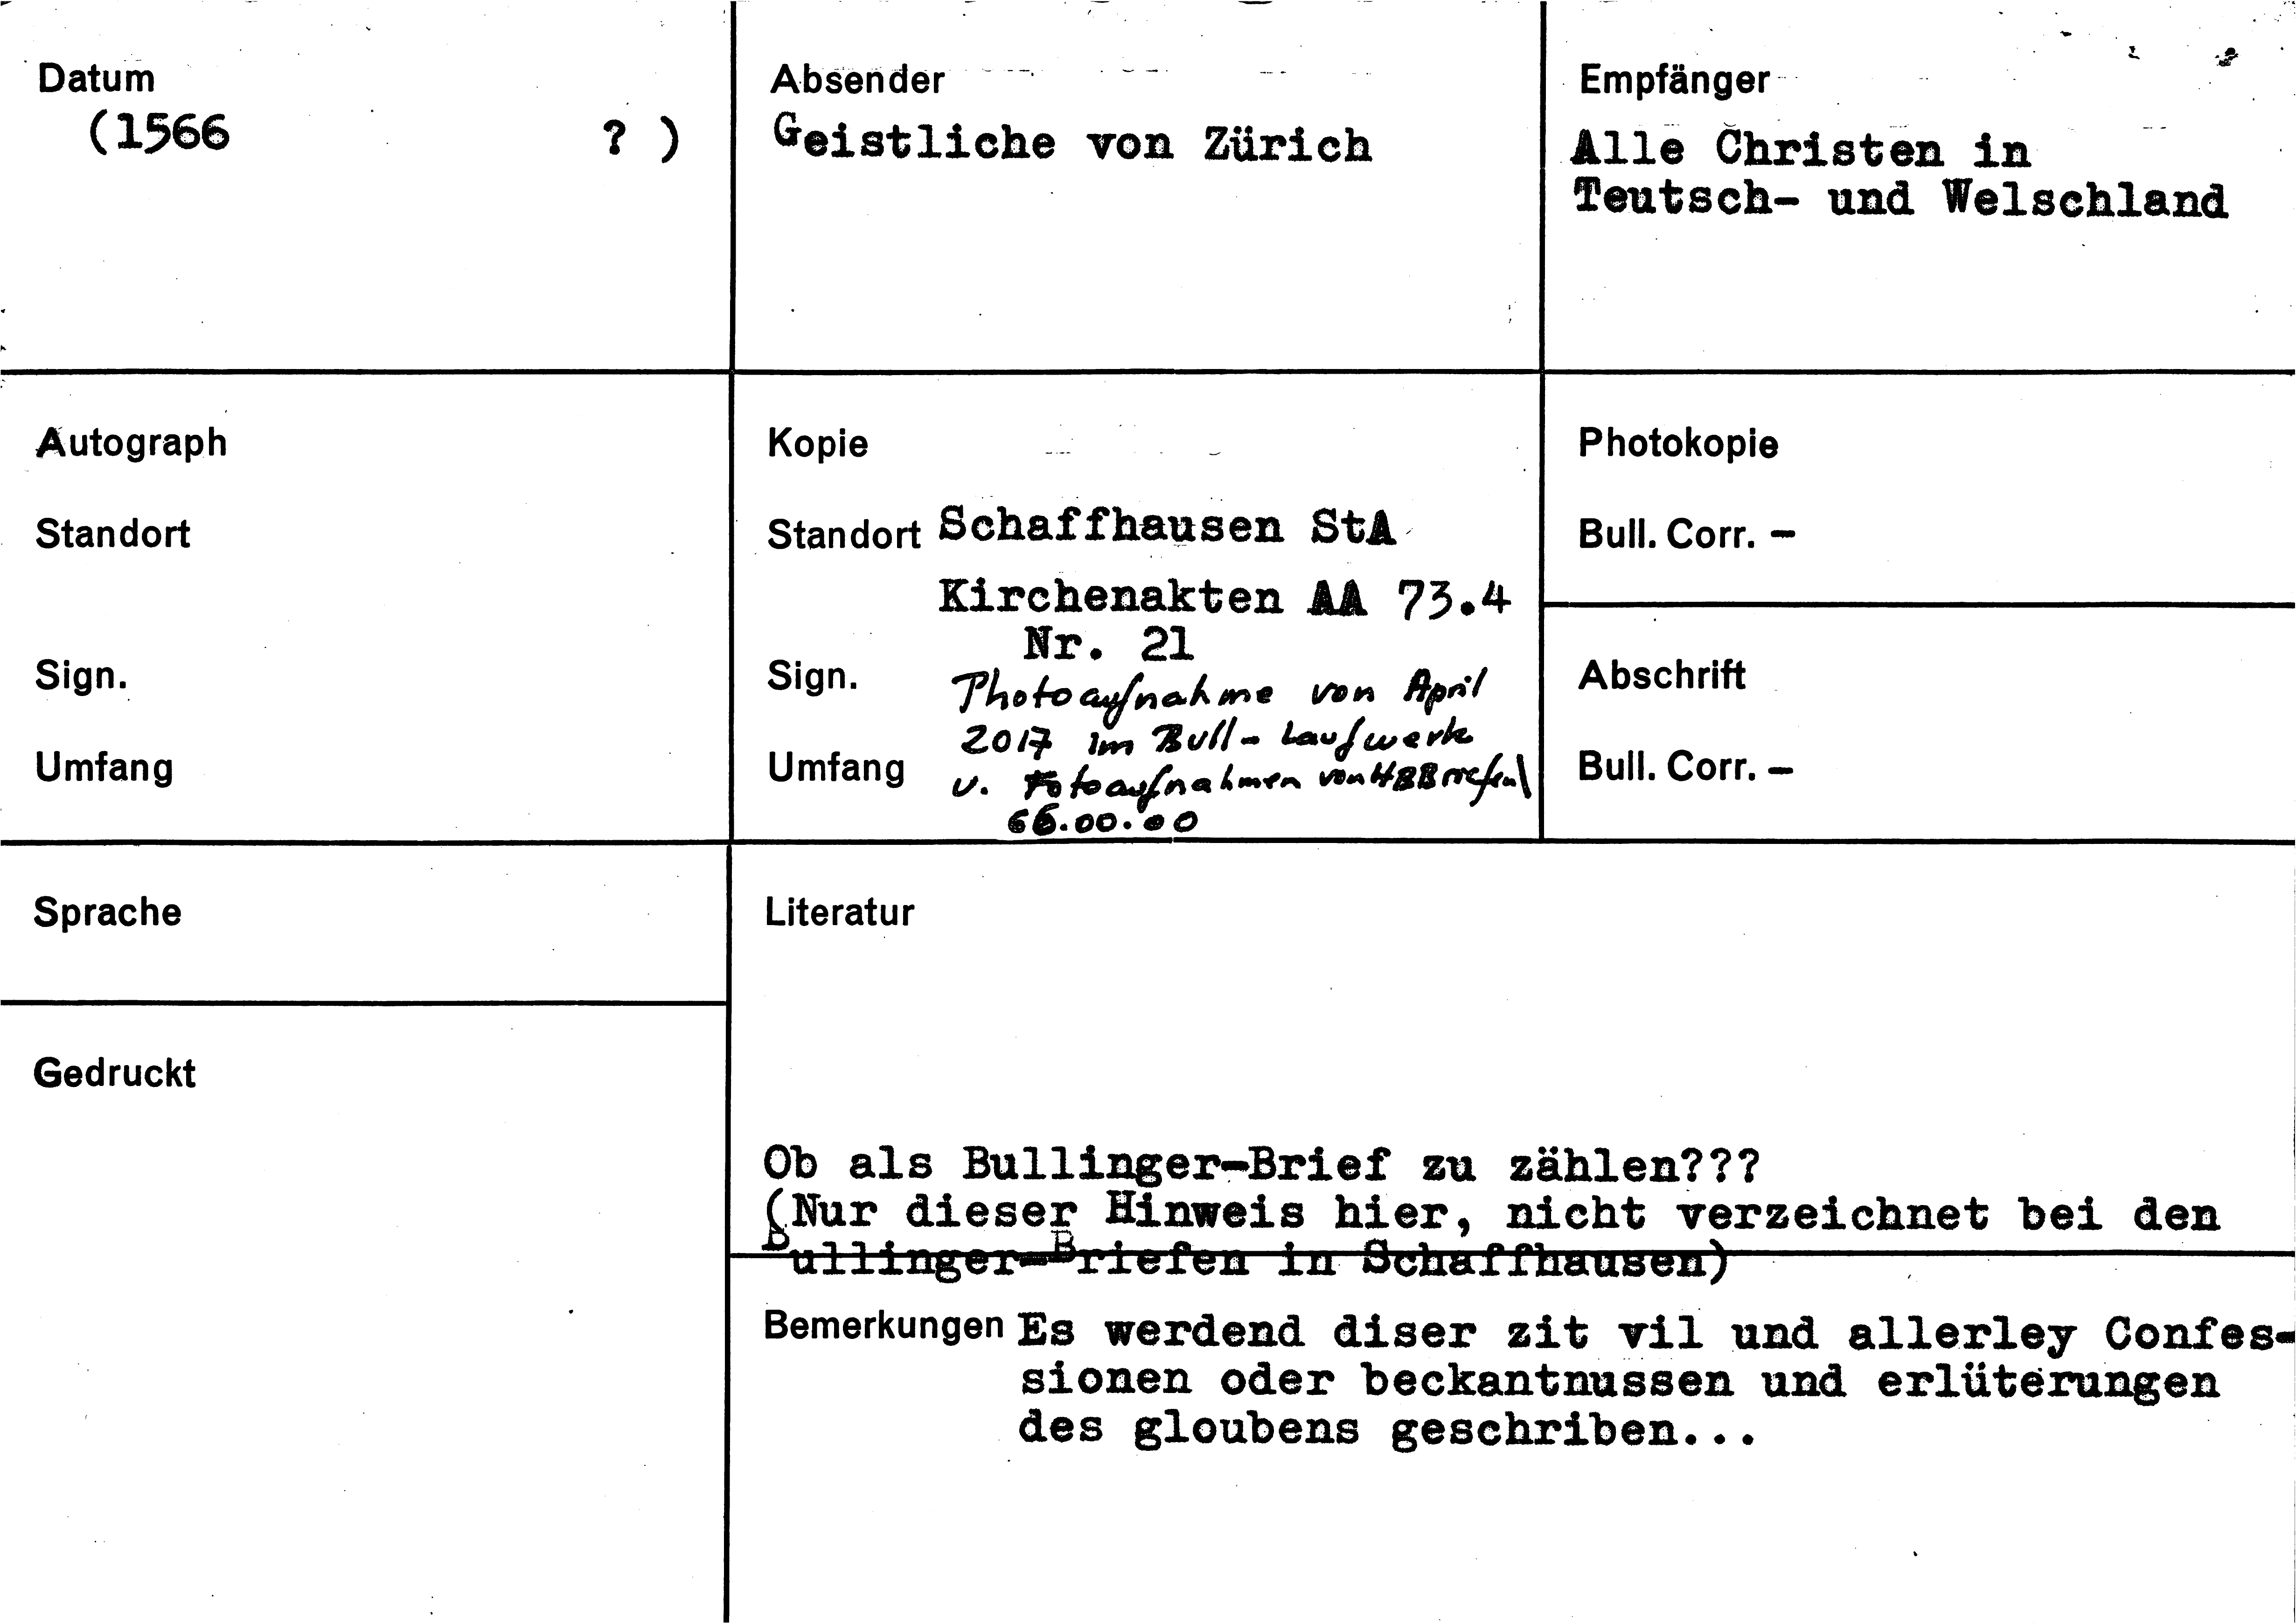 Datum
(1566 ? )
Absender
Geistliche von Zürich
Empfänger
Alle Christen in
Teutsch- und Welschland
Autograph
Standort
Sign.
Umfang
Kopie
Standort Schaffhausen StA
Kirchenakten AA 73.4
Nr. 21
Sign. Photoaufnahme von April
2017 im Bull-Laufwerk
Umfang u. Fotoaufnahmen von HBBriefen\
66.00.00
Photokopie
Bull. Corr. –
Abschrift
Bull. Corr. –
Sprache
Gedruckt
Literatur
Ob als Bullinger-Brief zu zählen???
(Nur dieser Hinweis hier, nicht verzeichnet bei den
Bullinger-Briefen in Schaffhausen)
Bemerkungen Es werdend diser zit vil und allerley Confes-
sionen oder beckantnussen und erlüterungen
des gloubens geschriben...